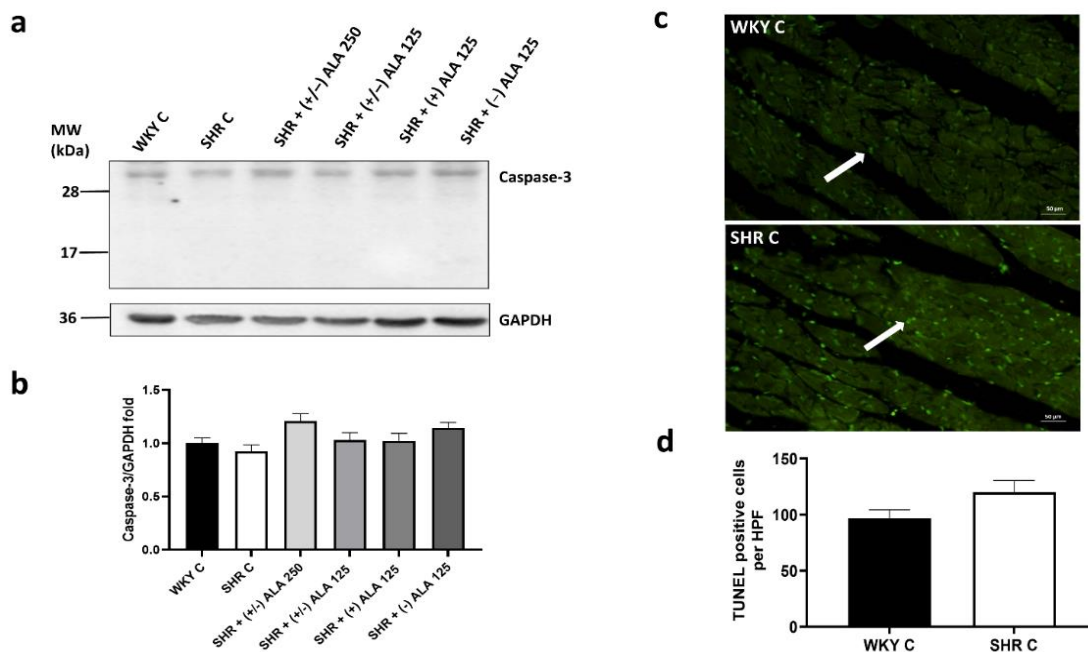 a
WKY C
SHR C
SHR + (+/–) ALA 250
SHR + (+/–) ALA 125
SHR + (+) ALA 125
SHR + (–) ALA 125
MW
(kDa)
28
17
36
Caspase-3
GAPDH
b
Caspase-3/GAPDH fold
1.5
1.0
0.5
0.0
WKY C
SHR C
SHR + (+/-) ALA 250
SHR + (+/-) ALA 125
SHR + (+) ALA 125
SHR + (-) ALA 125
c
WKY C
50 µm
SHR C
50 µm
d
TUNEL positive cells
per HPF
150
100
50
0
WKY C
SHR C